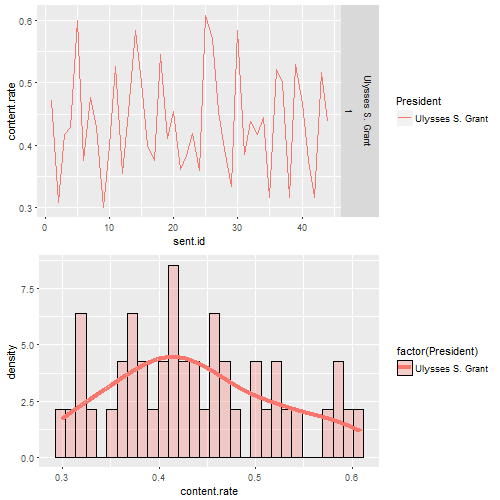 0.6
0.5
0.4
0.3
content.rate
1
10
20
30
40
sent.id
Ulysses S. Grant
t
President
Ulysses S. Grant
7.5
5.0
2.5
0.0
density
0.3
0.4
0.5
0.6
content.rate
factor(President)
Ulysses S. Grant